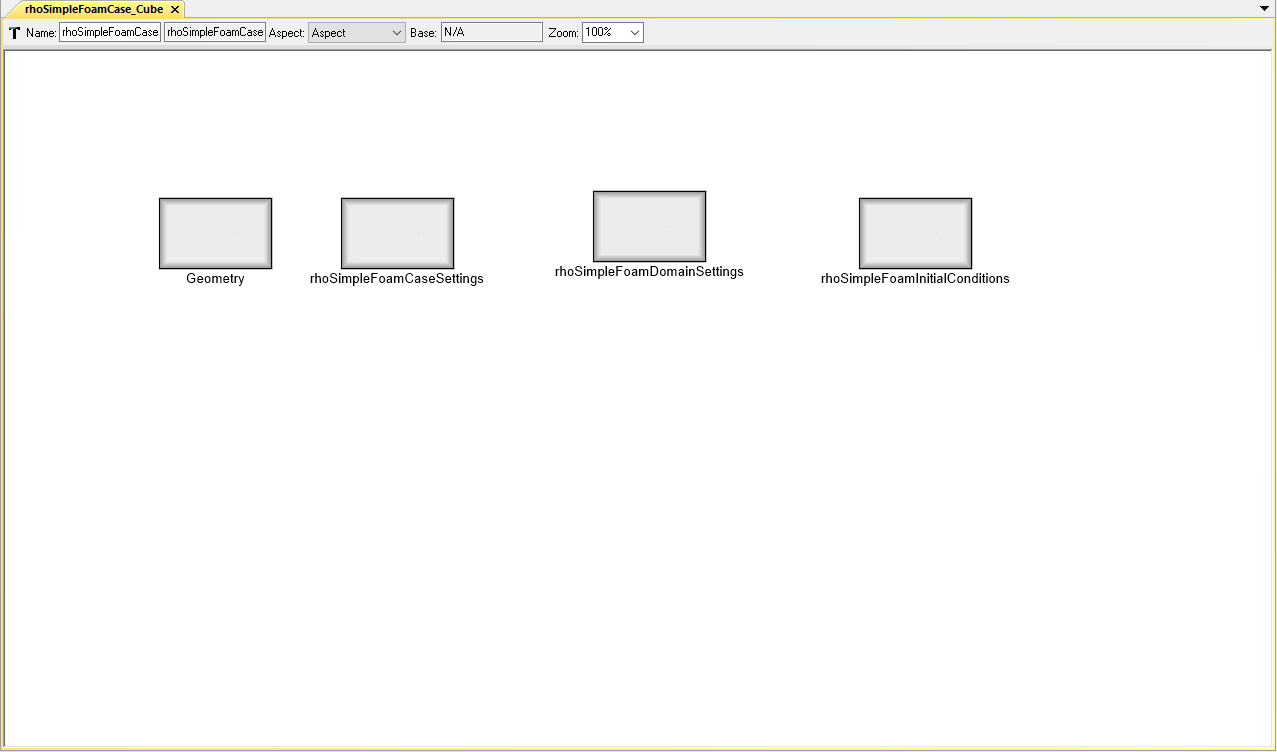 rhoSimpleFoamCase_Cube
Name: rhoSimpleFoamCase rhoSimpleFoamCase Aspect: Aspect Base: N/A Zoom: 100%
Geometry rhoSimpleFoamCaseSettings rhoSimpleFoamDomainSettings rhoSimpleFoamInitialConditions